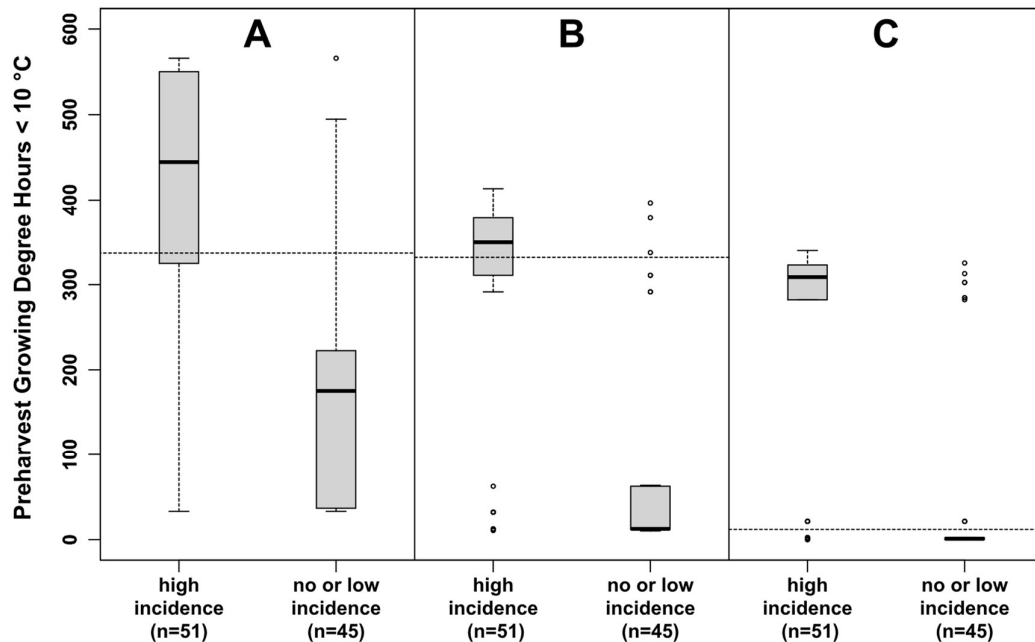 A B C
Preharvest Growing Degree Hours < 10 °C
600
500
400
300
200
100
0
high
incidence
(n=51)
no or low
incidence
(n=45)
high
incidence
(n=51)
no or low
incidence
(n=45)
high
incidence
(n=51)
no or low
incidence
(n=45)